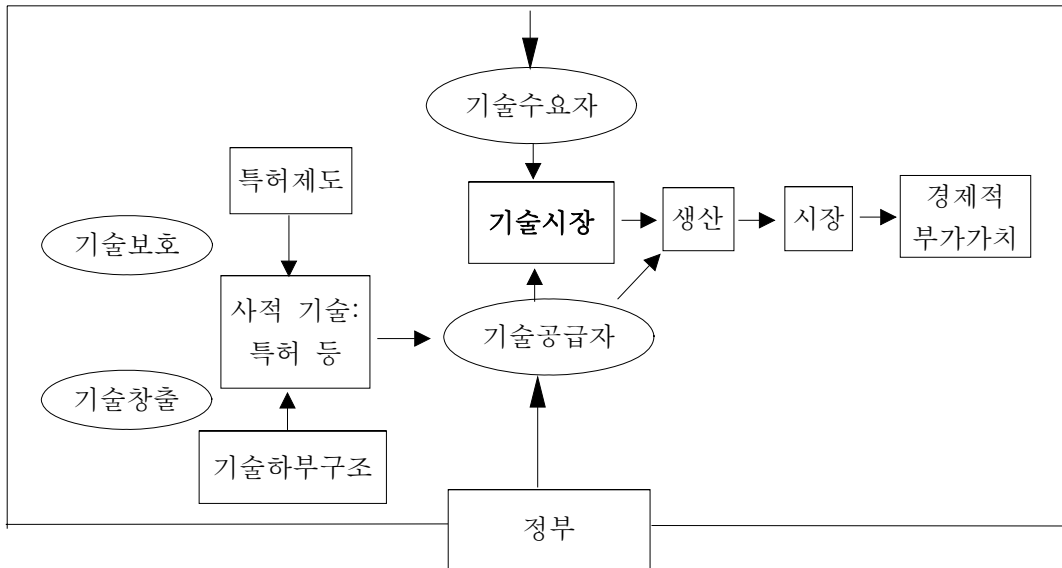 기술수요자
특허제도
기술시장
생산
시장
경제적
부가가치
기술보호
사적 기술:
특허 등
기술공급자
기술창출
기술하부구조
정부